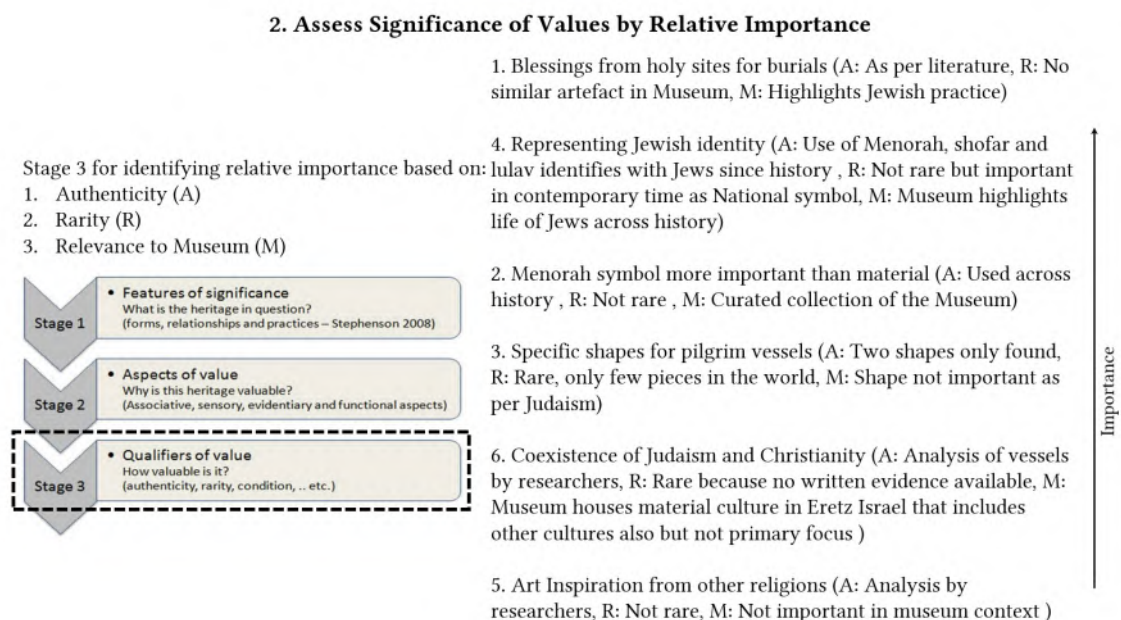 2. Assess Significance of Values by Relative Importance
Stage 3 for identifying relative importance based on:
1. Authenticity (A)
2. Rarity (R)
3. Relevance to Museum (M)
Stage 1
• Features of significance
What is the heritage in question?
(forms, relationships and practices – Stephenson 2008)
Stage 2
• Aspects of value
Why is this heritage valuable?
(Associative, sensory, evidentiary and functional aspects)
Stage 3
• Qualifiers of value
How valuable is it?
(authenticity, rarity, condition, .. etc.)
1. Blessings from holy sites for burials (A: As per literature, R: No
similar artefact in Museum, M: Highlights Jewish practice)
4. Representing Jewish identity (A: Use of Menorah, shofar and
lulav identifies with Jews since history , R: Not rare but important
in contemporary time as National symbol, M: Museum highlights
life of Jews across history)
2. Menorah symbol more important than material (A: Used across
history , R: Not rare , M: Curated collection of the Museum)
3. Specific shapes for pilgrim vessels (A: Two shapes only found,
R: Rare, only few pieces in the world, M: Shape not important as
per Judaism)
6. Coexistence of Judaism and Christianity (A: Analysis of vessels
by researchers, R: Rare because no written evidence available, M:
Museum houses material culture in Eretz Israel that includes
other cultures also but not primary focus )
5. Art Inspiration from other religions (A: Analysis by
researchers, R: Not rare, M: Not important in museum context )
Importance